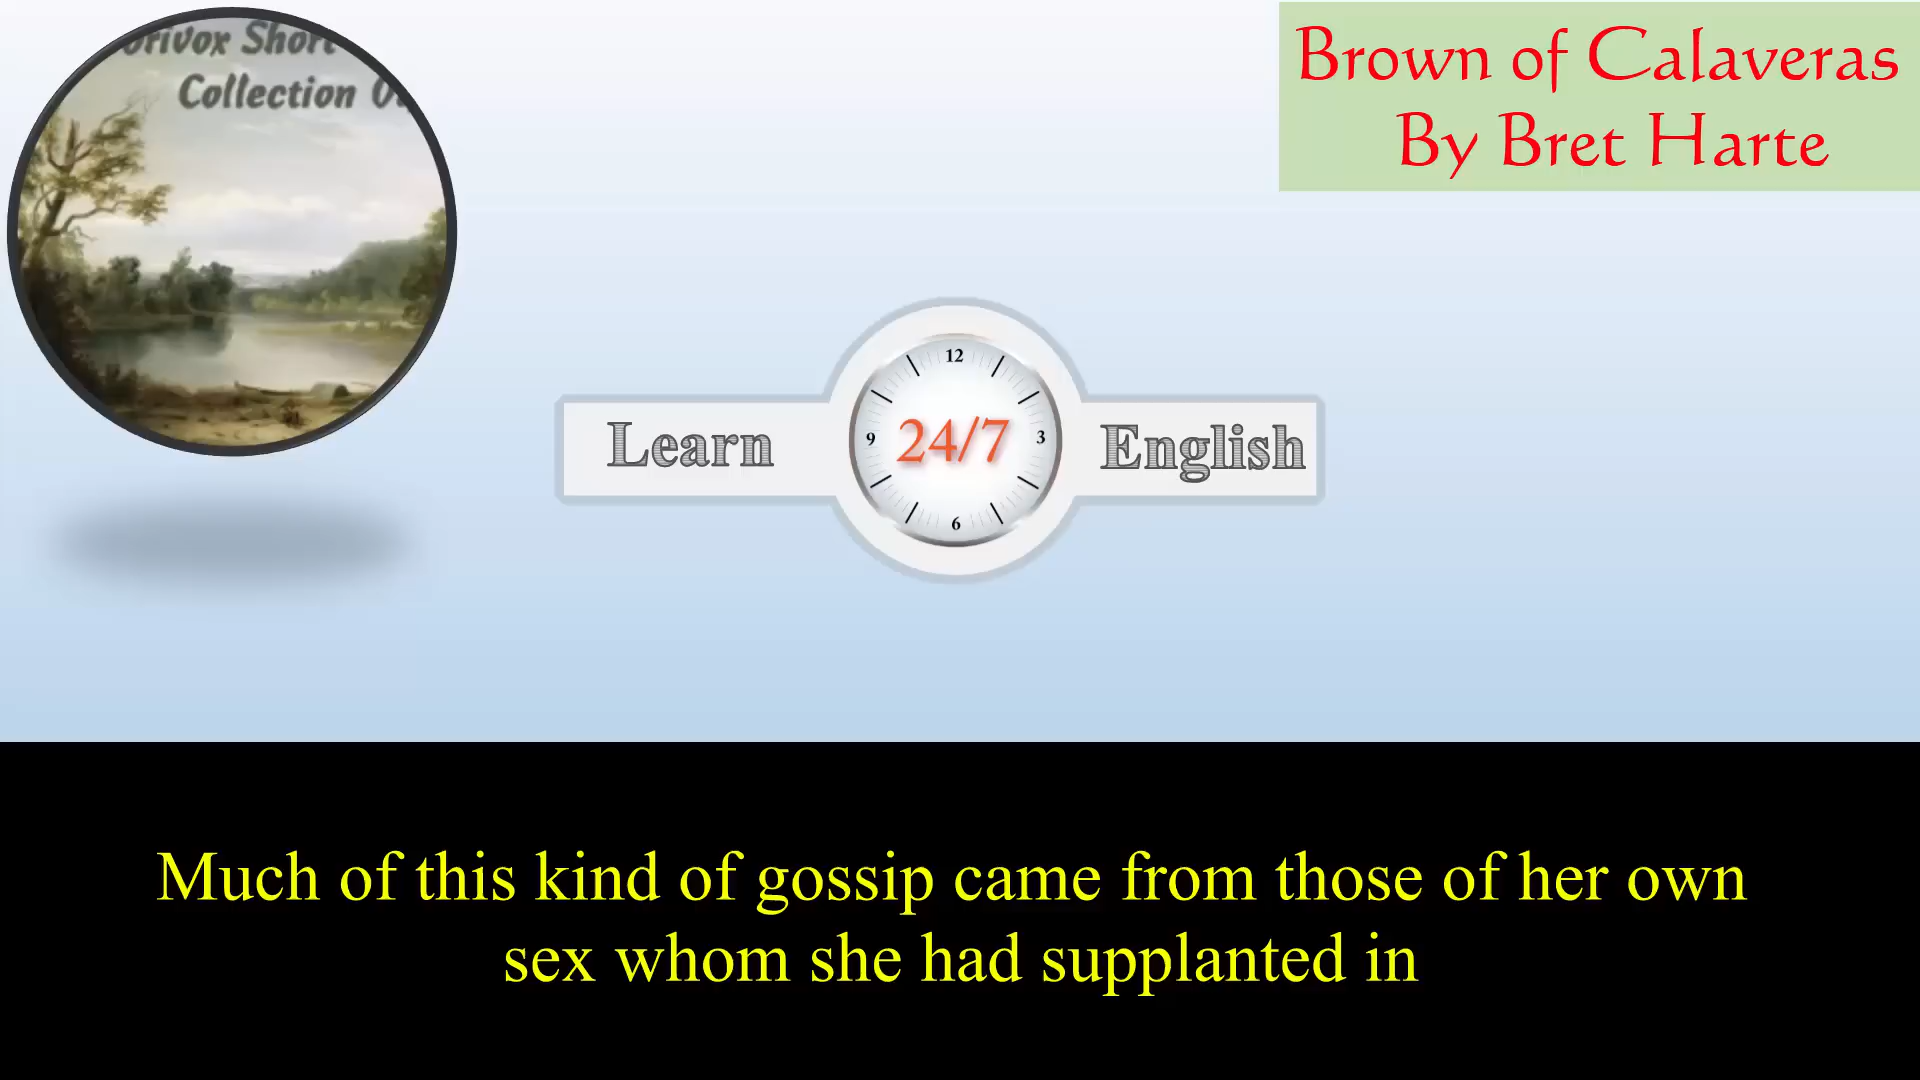 Short
Collection
Brown of Calaveras
By Bret Harte
12
Learn
9
24/7
3
English
6
Much of this kind of gossip came from those of her own
sex whom she had supplanted in